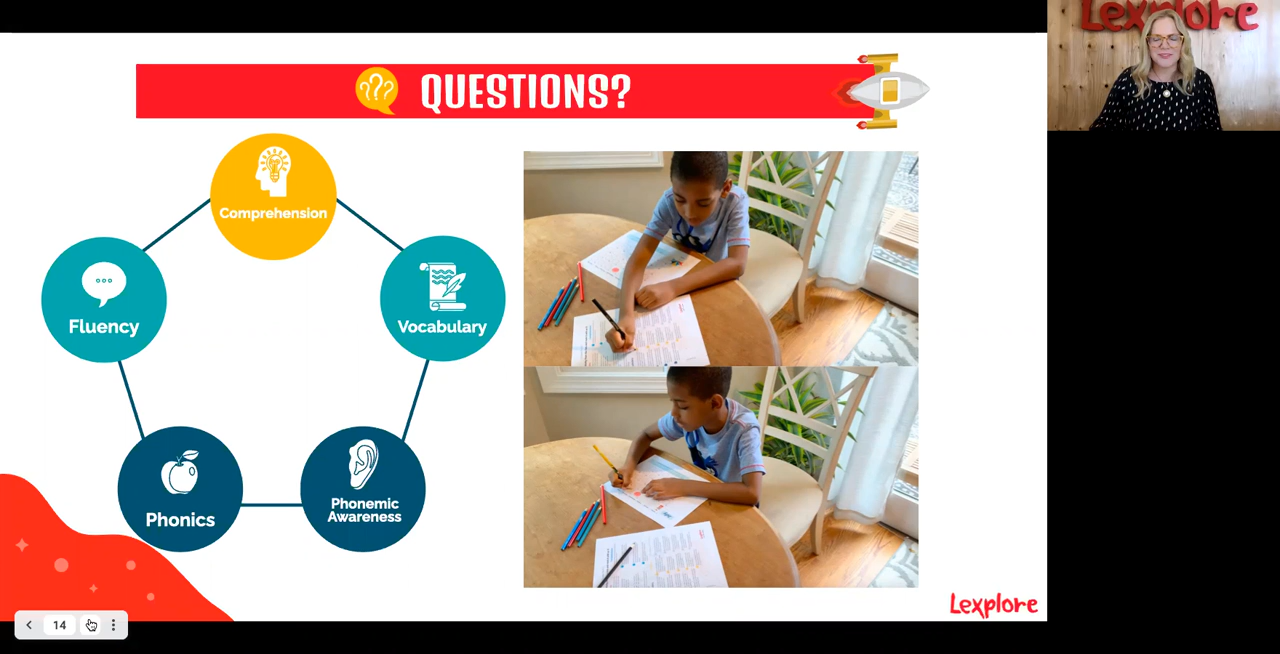 Lexplore
QUESTIONS?
Comprehension
Fluency
Vocabulary
Phonics
Phonemic
Awareness
Lexplore
14